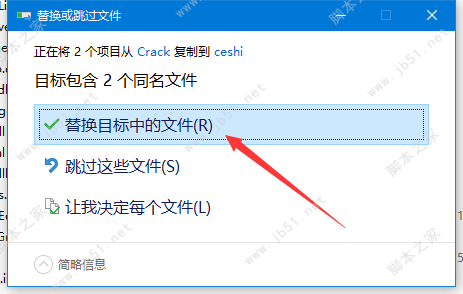 替换或跳过文件
正在将 2 个项目从 Crack 复制到 ceshi
目标包含 2 个同名文件
替换目标中的文件(R)
跳过这些文件(S)
让我决定每个文件(L)
简略信息
脚本之家
www.jb51.net